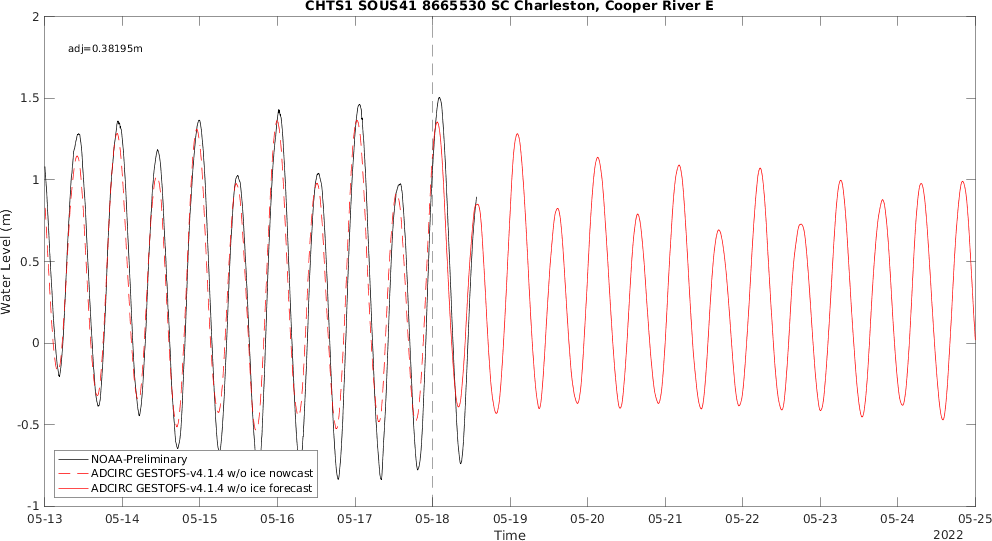 CHTS1 SOUS41 8665530 SC Charleston, Cooper River E
adj=0.38195m
Water Level (m)
2
1.5
1
0.5
0
-0.5
-1
NOAA-Preliminary
ADCIRC GESTOFS-v4.1.4 w/o ice nowcast
ADCIRC GESTOFS-v4.1.4 w/o ice forecast
05-13 05-14 05-15 05-16 05-17 05-18 05-19 05-20 05-21 05-22 05-23 05-24 05-25
Time
2022